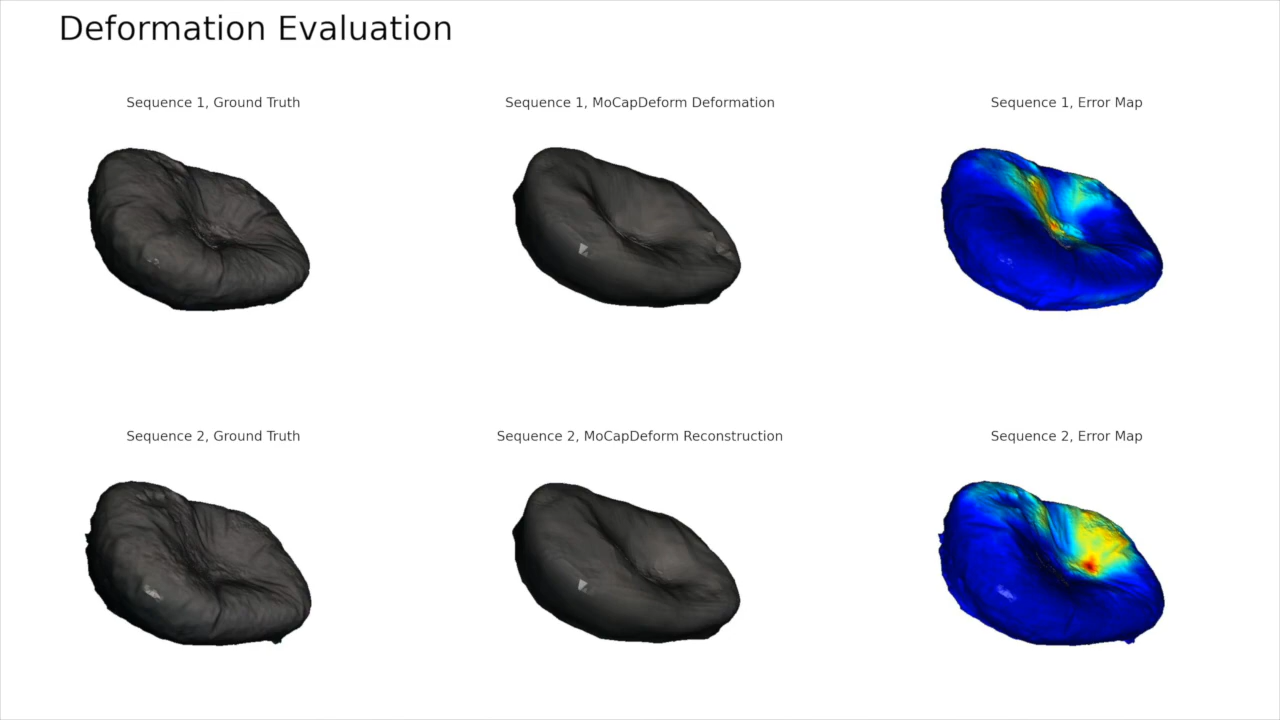 Deformation Evaluation
Sequence 1, Ground Truth
Sequence 1, MoCapDeform Deformation
Sequence 1, Error Map
Sequence 2, Ground Truth
Sequence 2, MoCapDeform Reconstruction
Sequence 2, Error Map